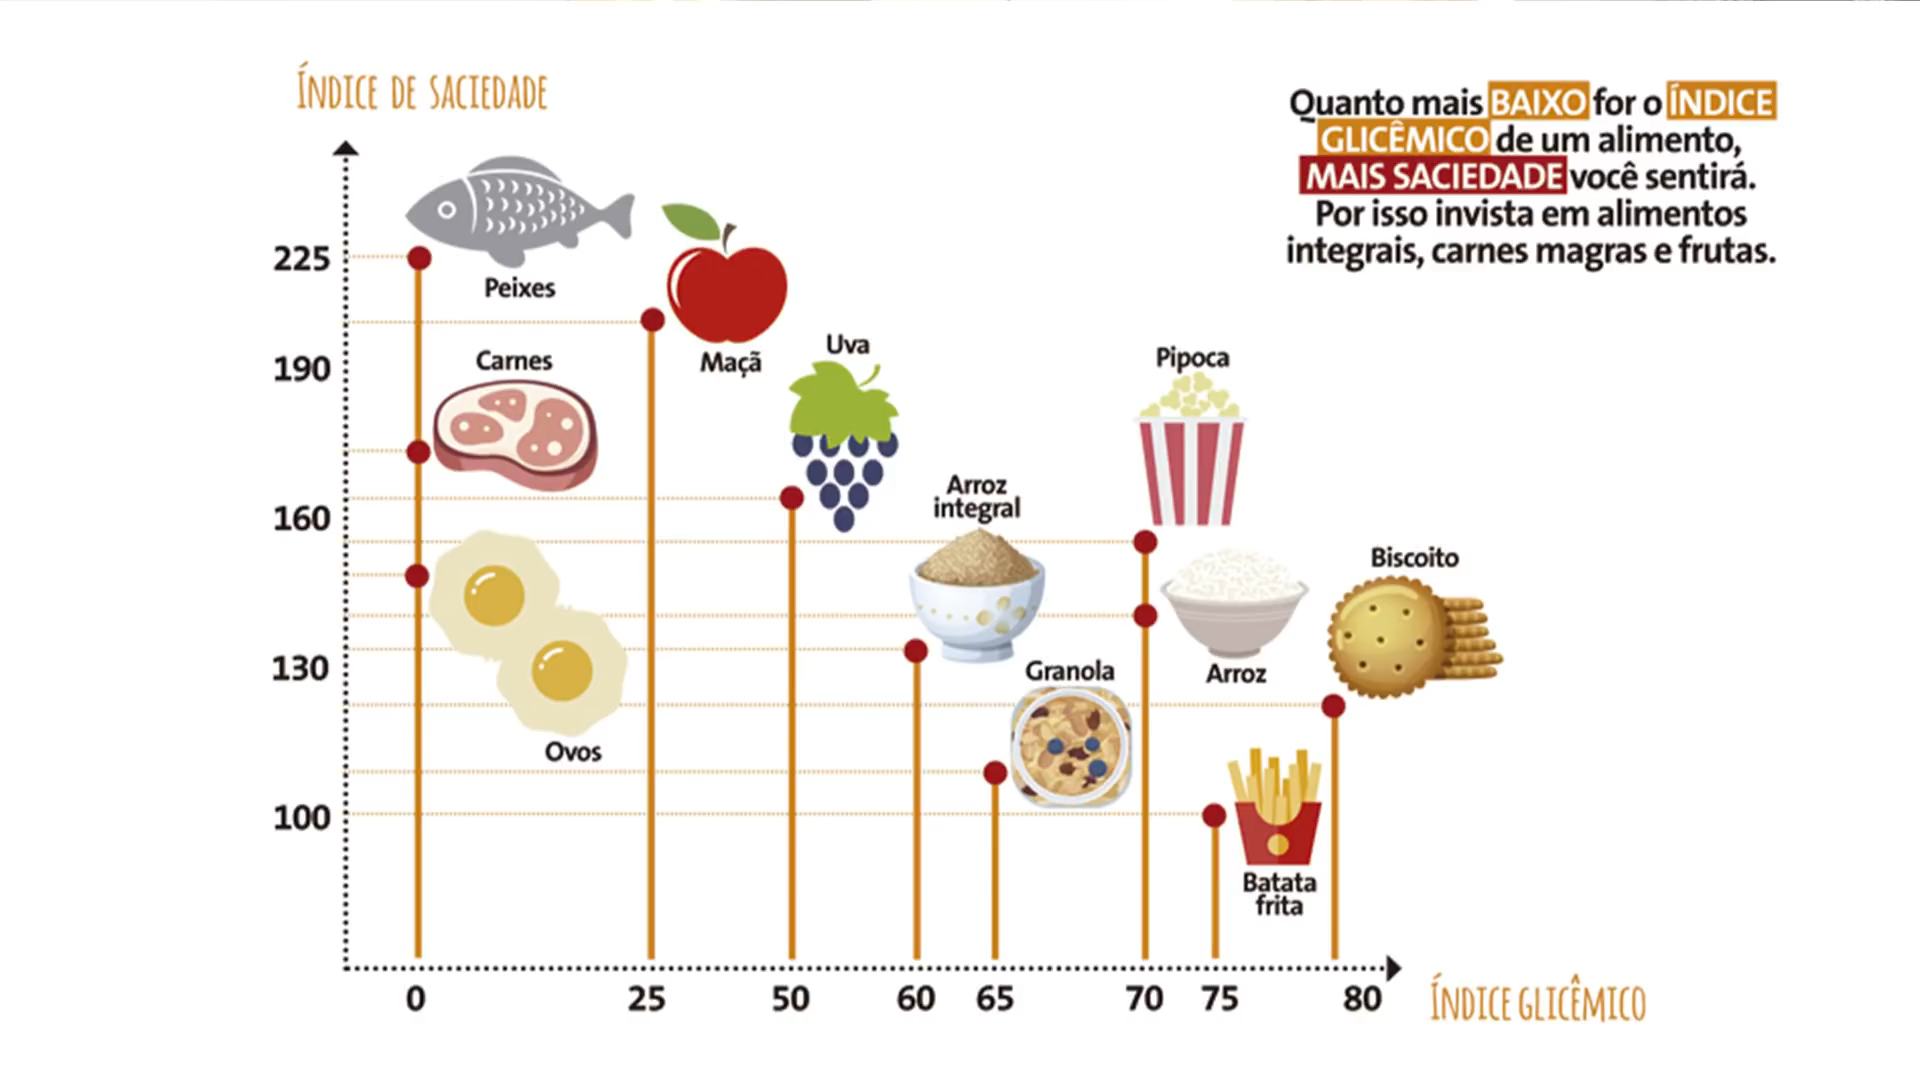 ÍNDICE DE SACIEDADE
Quanto mais BAIXO for o ÍNDICE
GLICÊMICO de um alimento,
MAIS SACIEDADE você sentirá.
Por isso invista em alimentos
integrais, carnes magras e frutas.
225
Peixes
190
Carnes
Maçã
Uva
Pipoca
160
Arroz
integral
Biscoito
130
Granola
Arroz
Ovos
100
Batata
frita
0
25
50
60
65
70
75
80
ÍNDICE GLICÊMICO